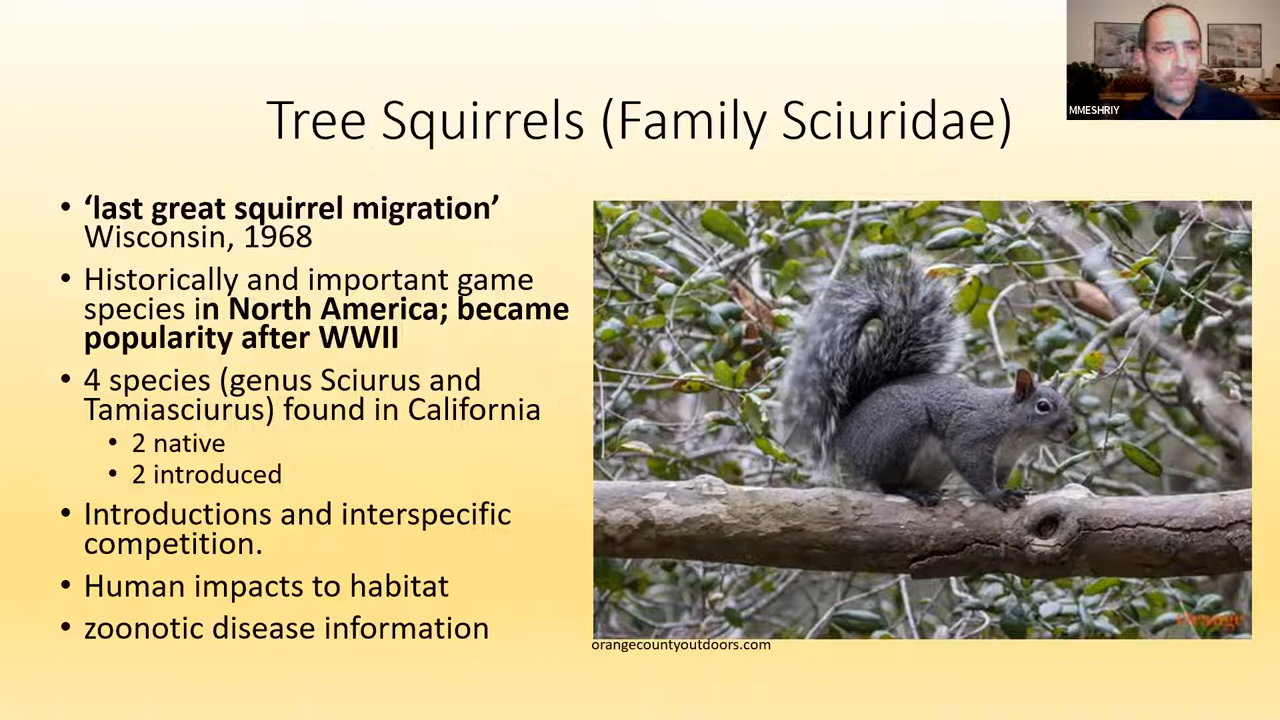 MMESHRIY
Tree Squirrels (Family Sciuridae)
• ‘last great squirrel migration’
Wisconsin, 1968
• Historically and important game
species in North America; became
popularity after WWII
• 4 species (genus Sciurus and
Tamiasciurus) found in California
• 2 native
• 2 introduced
• Introductions and interspecific
competition.
• Human impacts to habitat
• zoonotic disease information
orangecountyoutdoors.com